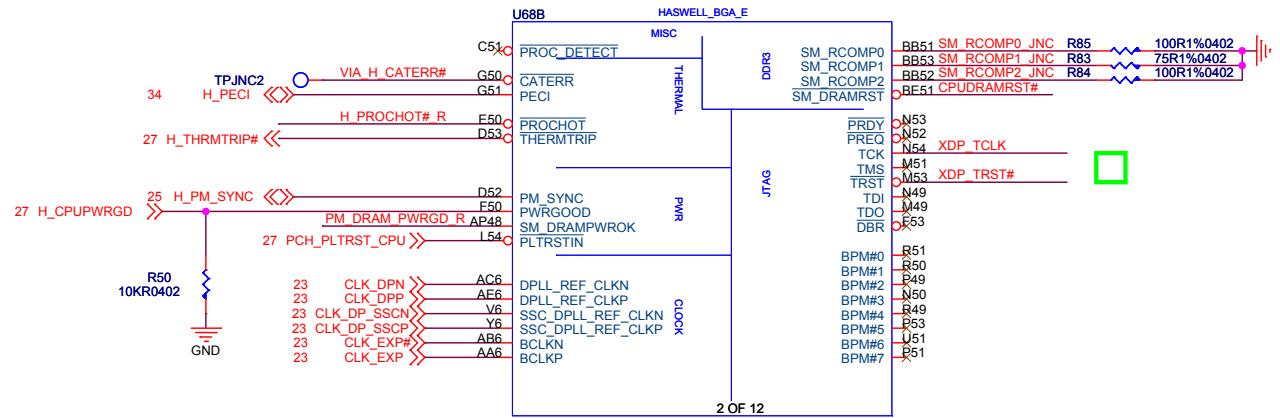 U68B HASWELL_BGA_E
MISC
THERMAL
DDR3
PWR
JTAG
CLOCK
C51 PROC_DETECT
TPJNC2 VIA_H_CATERR# G50 CATERR
34 H_PECI G51 PECI
H_PROCHOT#_R E50 PROCHOT
27 H_THRMTRIP# D53 THERMTRIP
25 H_PM_SYNC D52 PM_SYNC
27 H_CPUPWRGD F50 PWRGOOD
PM_DRAM_PWRGD_R AP48 SM_DRAMPWROK
27 PCH_PLTRST_CPU L54 PLTRSTIN
R50
10KR0402
GND
23 CLK_DPN AC6 DPLL_REF_CLKN
23 CLK_DPP AE6 DPLL_REF_CLKP
23 CLK_DP_SSCN V6 SSC_DPLL_REF_CLKN
23 CLK_DP_SSCP Y6 SSC_DPLL_REF_CLKP
23 CLK_EXP# AB6 BCLKN
23 CLK_EXP AA6 BCLKP
SM_RCOMP0 BB51 SM_RCOMP0_JNC R85 100R1%0402
SM_RCOMP1 BB53 SM_RCOMP1_JNC R83 75R1%0402
SM_RCOMP2 BB52 SM_RCOMP2_JNC R84 100R1%0402
SM_DRAMRST BE51 CPUDRAMRST#
PRDY N53
PREQ N52
TCK N54 XDP_TCLK
TMS M51
TRST M53 XDP_TRST#
TDI N49
TDO M49
DBR F53
BPM#0 R51
BPM#1 R50
BPM#2 P49
BPM#3 N50
BPM#4 R49
BPM#5 P53
BPM#6 U51
BPM#7 P51
2 OF 12